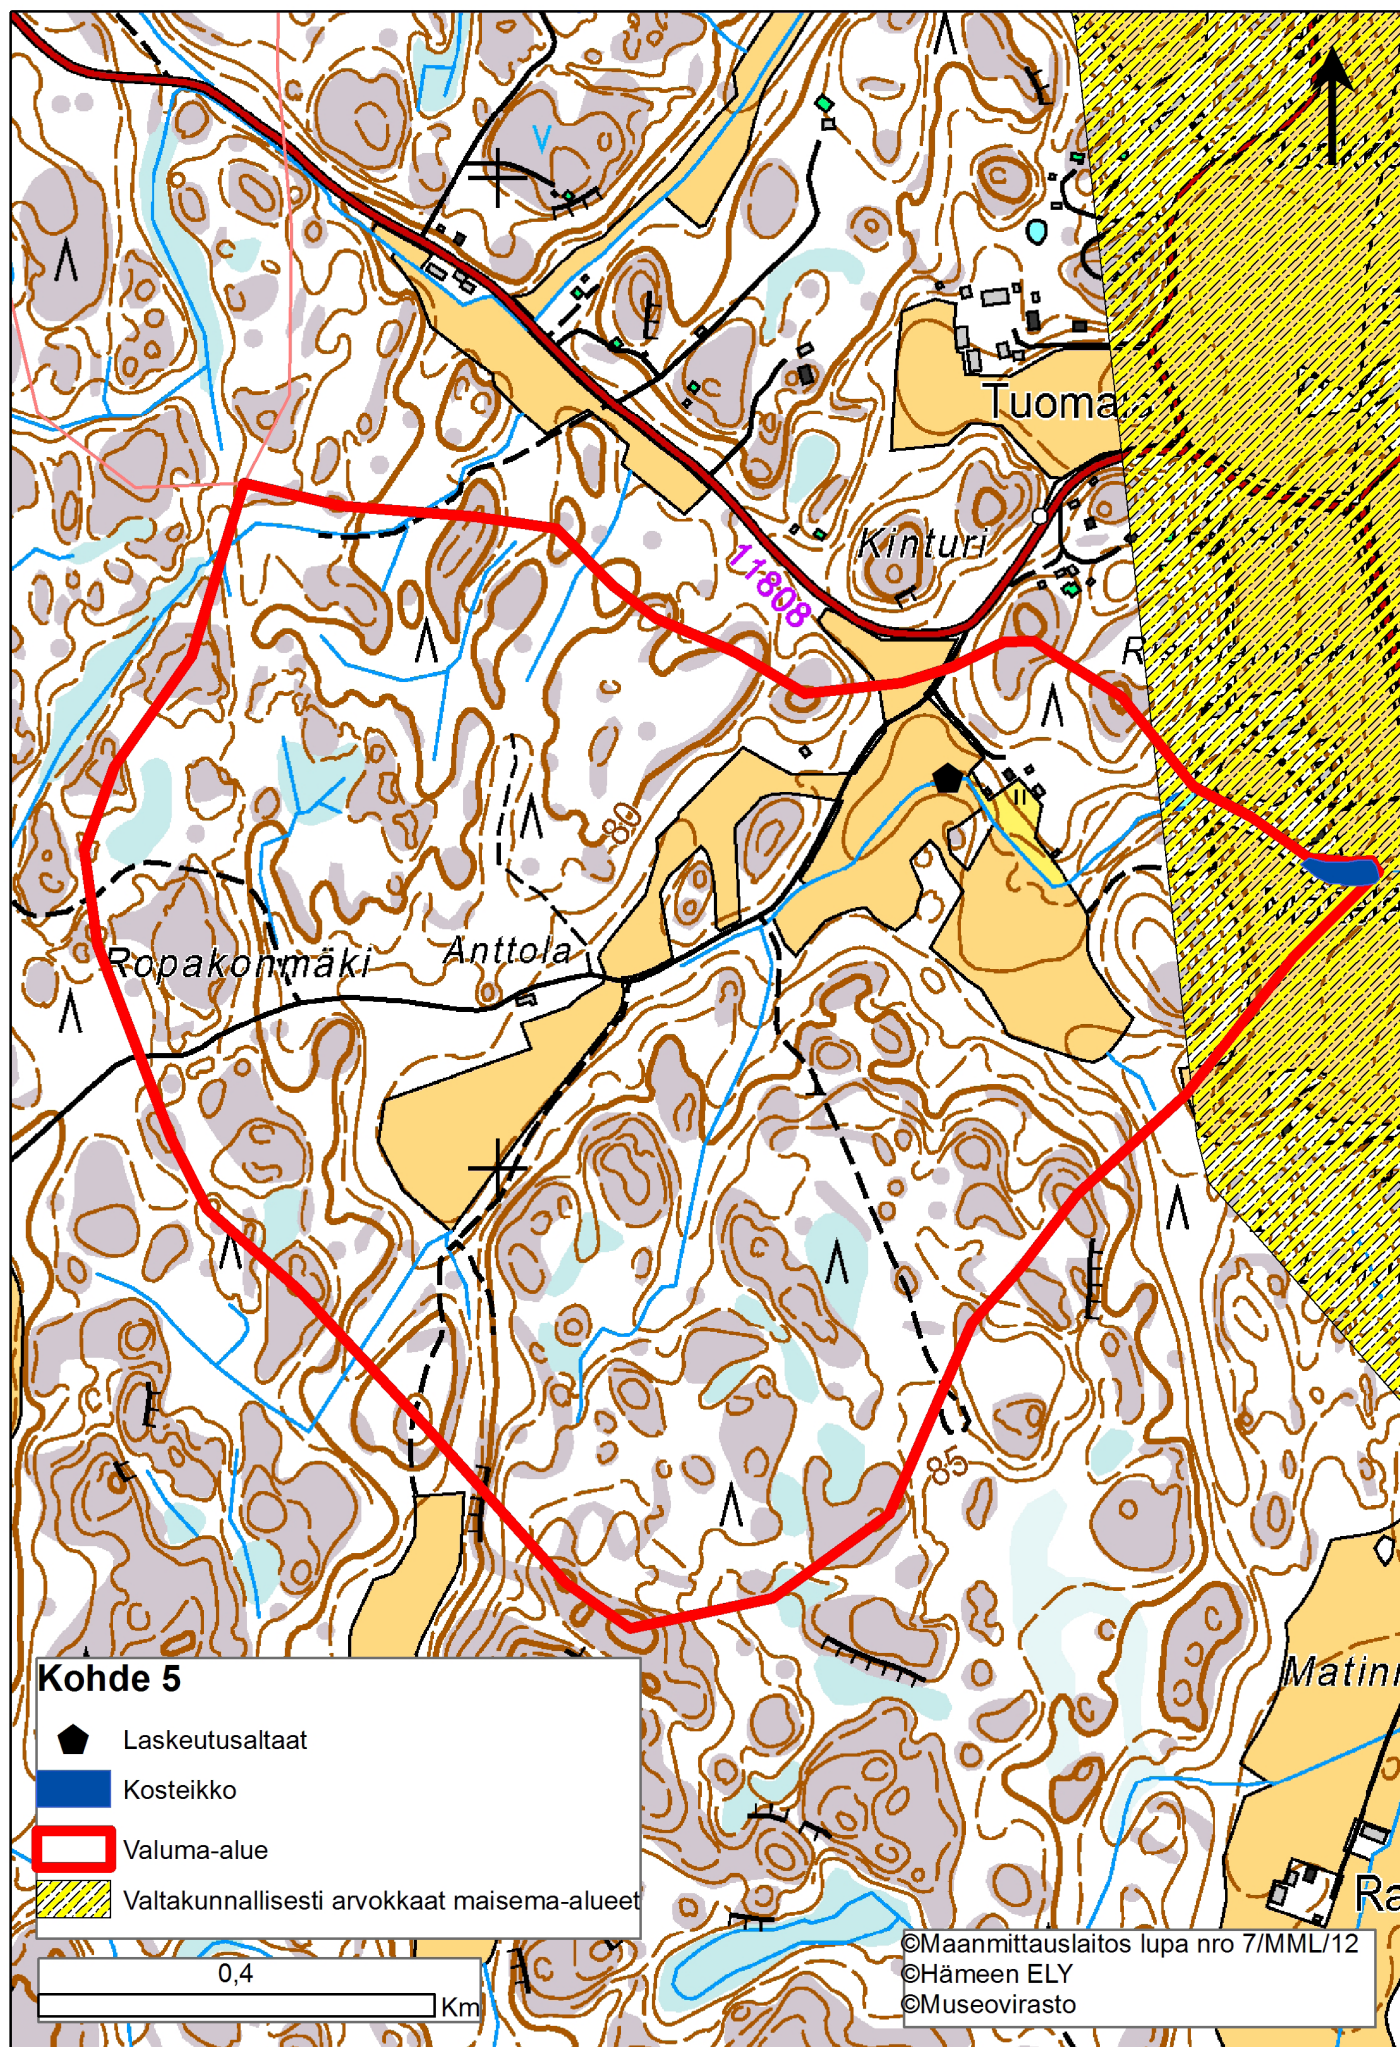 Tuoma
Kinturi
11808
R
80
Ropakonmäki
Anttola
85
Matin
Kohde 5
Laskeutusaltaat
Kosteikko
Valuma-alue
Valtakunnallisesti arvokkaat maisema-alueet
Ra
0,4
Km
©Maanmittauslaitos lupa nro 7/MML/12
©Hämeen ELY
©Museovirasto